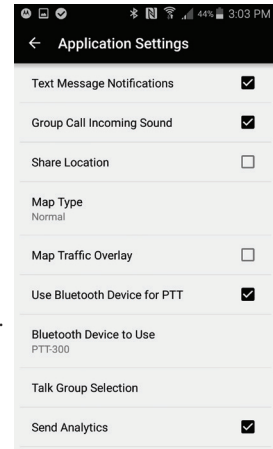 44% 3:03 PM
Application Settings
Text Message Notifications
Group Call Incoming Sound
Share Location
Map Type
Normal
Map Traffic Overlay
Use Bluetooth Device for PTT
Bluetooth Device to Use
PTT-300
Talk Group Selection
Send Analytics